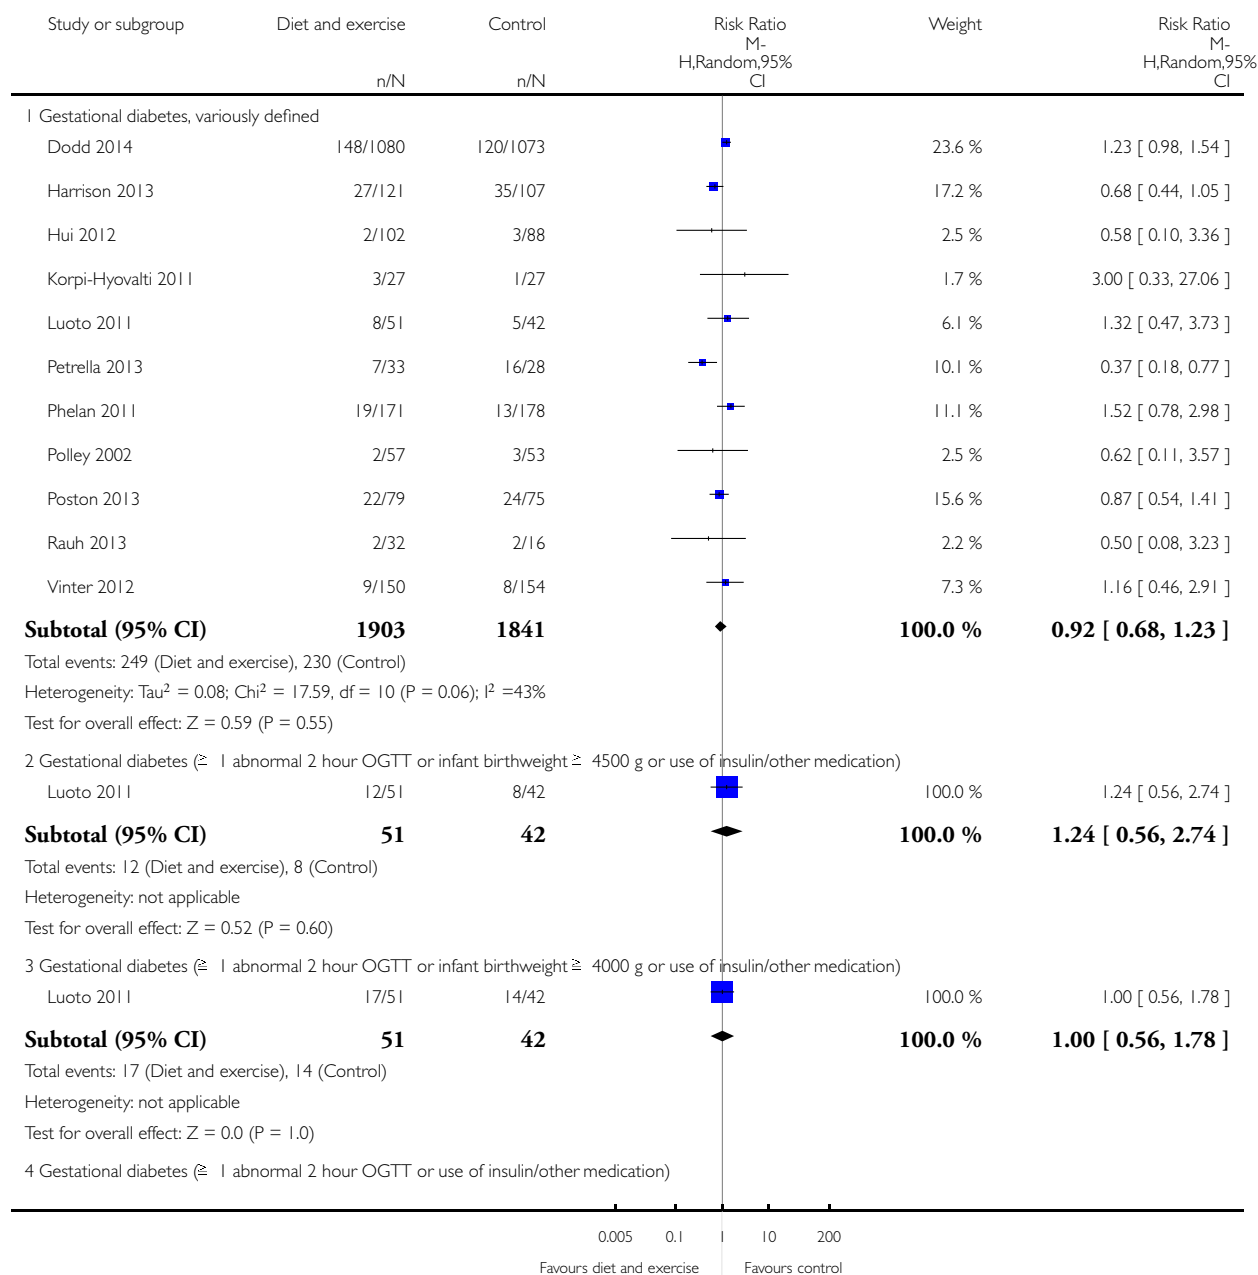 Study or subgroup Diet and exercise Control Risk Ratio Weight Risk Ratio
M- M-
H,Random,95% H,Random,95%
n/N n/N CI CI
1 Gestational diabetes, variously defined
Dodd 2014 148/1080 120/1073 23.6 % 1.23 [ 0.98, 1.54 ]
Harrison 2013 27/121 35/107 17.2 % 0.68 [ 0.44, 1.05 ]
Hui 2012 2/102 3/88 2.5 % 0.58 [ 0.10, 3.36 ]
Korpi-Hyovalti 2011 3/27 1/27 1.7 % 3.00 [ 0.33, 27.06 ]
Luoto 2011 8/51 5/42 6.1 % 1.32 [ 0.47, 3.73 ]
Petrella 2013 7/33 16/28 10.1 % 0.37 [ 0.18, 0.77 ]
Phelan 2011 19/171 13/178 11.1 % 1.52 [ 0.78, 2.98 ]
Polley 2002 2/57 3/53 2.5 % 0.62 [ 0.11, 3.57 ]
Poston 2013 22/79 24/75 15.6 % 0.87 [ 0.54, 1.41 ]
Rauh 2013 2/32 2/16 2.2 % 0.50 [ 0.08, 3.23 ]
Vinter 2012 9/150 8/154 7.3 % 1.16 [ 0.46, 2.91 ]
Subtotal (95% CI) 1903 1841 100.0 % 0.92 [ 0.68, 1.23 ]
Total events: 249 (Diet and exercise), 230 (Control)
Heterogeneity: Tau² = 0.08; Chi² = 17.59, df = 10 (P = 0.06); I² =43%
Test for overall effect: Z = 0.59 (P = 0.55)
2 Gestational diabetes (≧ 1 abnormal 2 hour OGTT or infant birthweight ≧ 4500 g or use of insulin/other medication)
Luoto 2011 12/51 8/42 100.0 % 1.24 [ 0.56, 2.74 ]
Subtotal (95% CI) 51 42 100.0 % 1.24 [ 0.56, 2.74 ]
Total events: 12 (Diet and exercise), 8 (Control)
Heterogeneity: not applicable
Test for overall effect: Z = 0.52 (P = 0.60)
3 Gestational diabetes (≧ 1 abnormal 2 hour OGTT or infant birthweight ≧ 4000 g or use of insulin/other medication)
Luoto 2011 17/51 14/42 100.0 % 1.00 [ 0.56, 1.78 ]
Subtotal (95% CI) 51 42 100.0 % 1.00 [ 0.56, 1.78 ]
Total events: 17 (Diet and exercise), 14 (Control)
Heterogeneity: not applicable
Test for overall effect: Z = 0.0 (P = 1.0)
4 Gestational diabetes (≧ 1 abnormal 2 hour OGTT or use of insulin/other medication)
0.005 0.1 1 10 200
Favours diet and exercise Favours control